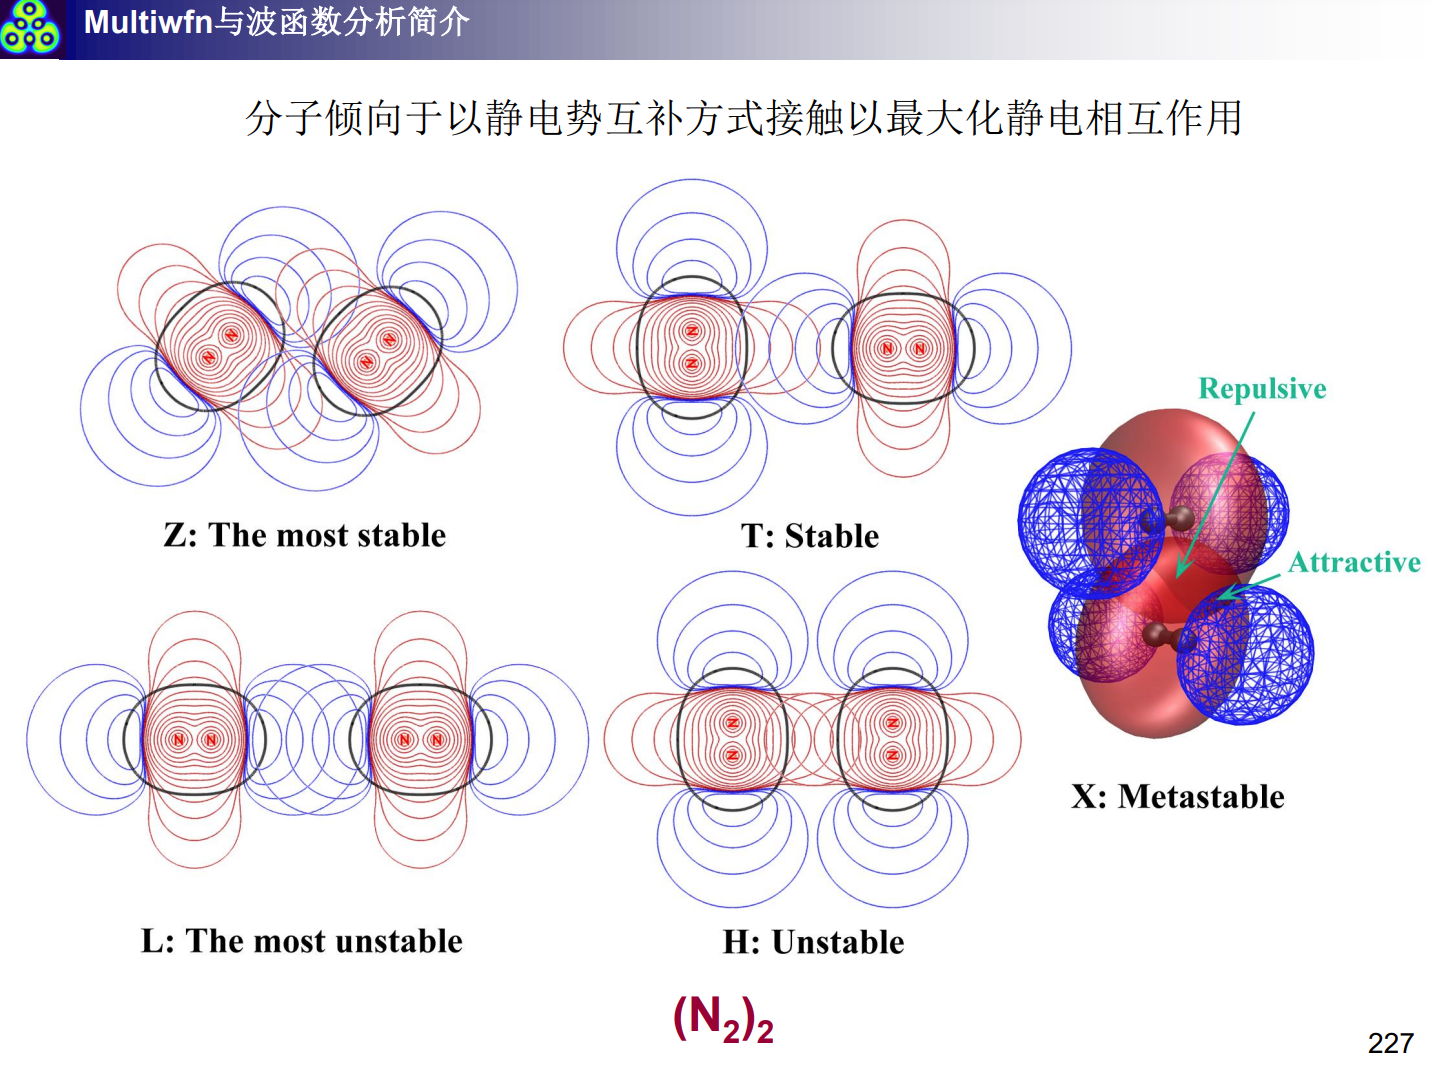 Multiwfn与波函数分析简介
分子倾向于以静电势互补方式接触以最大化静电相互作用
N
N
N
N
Z: The most stable
N
N
N N
T: Stable
Repulsive
Attractive
X: Metastable
N N
N N
L: The most unstable
N
N
N
N
H: Unstable
(N₂)₂
227